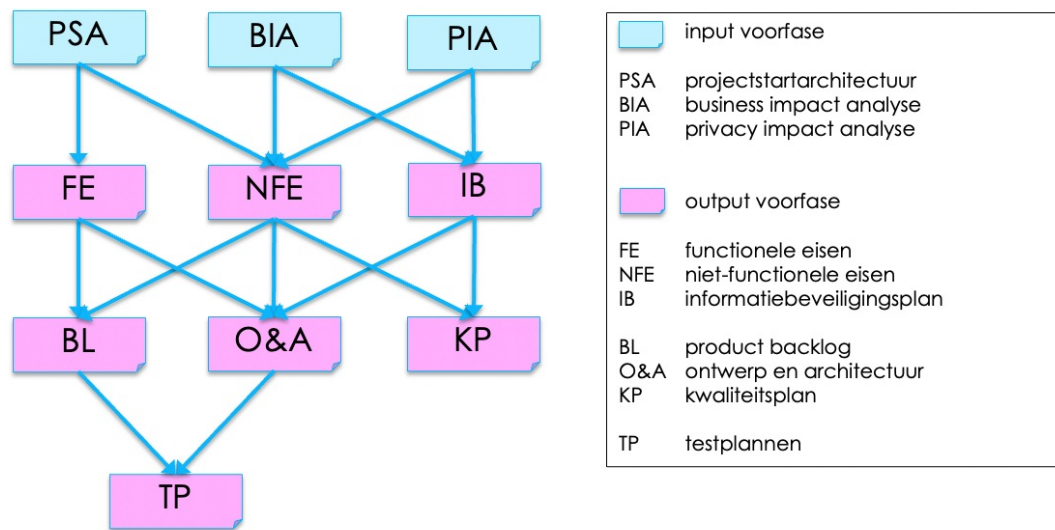 PSA
BIA
PIA
FE
NFE
IB
BL
O&A
KP
TP
input voorfase
PSA projectstartarchitectuur
BIA business impact analyse
PIA privacy impact analyse
output voorfase
FE functionele eisen
NFE niet-functionele eisen
IB informatiebeveiligingsplan
BL product backlog
O&A ontwerp en architectuur
KP kwaliteitsplan
TP testplannen